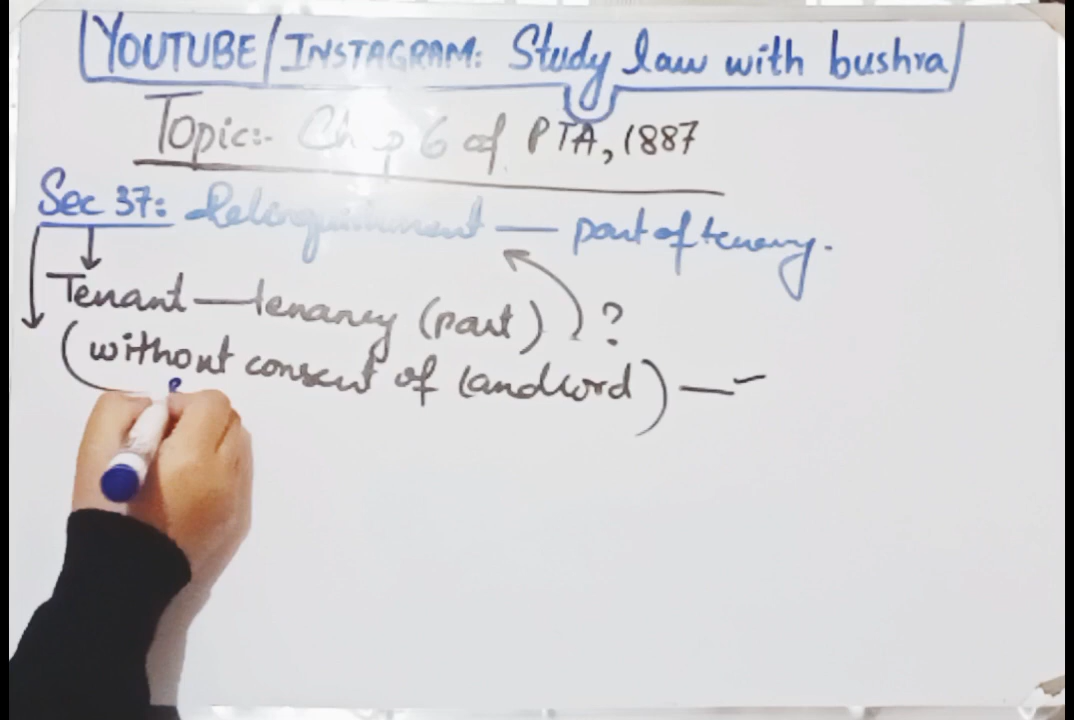 YOUTUBE/INSTAGRAM: Study law with bushra
Topic:- Chp 6 of PTA, 1887
Sec 37: Relinquishment — part of tenancy.
Tenant — tenancy (part) ?
(without consent of landlord) —